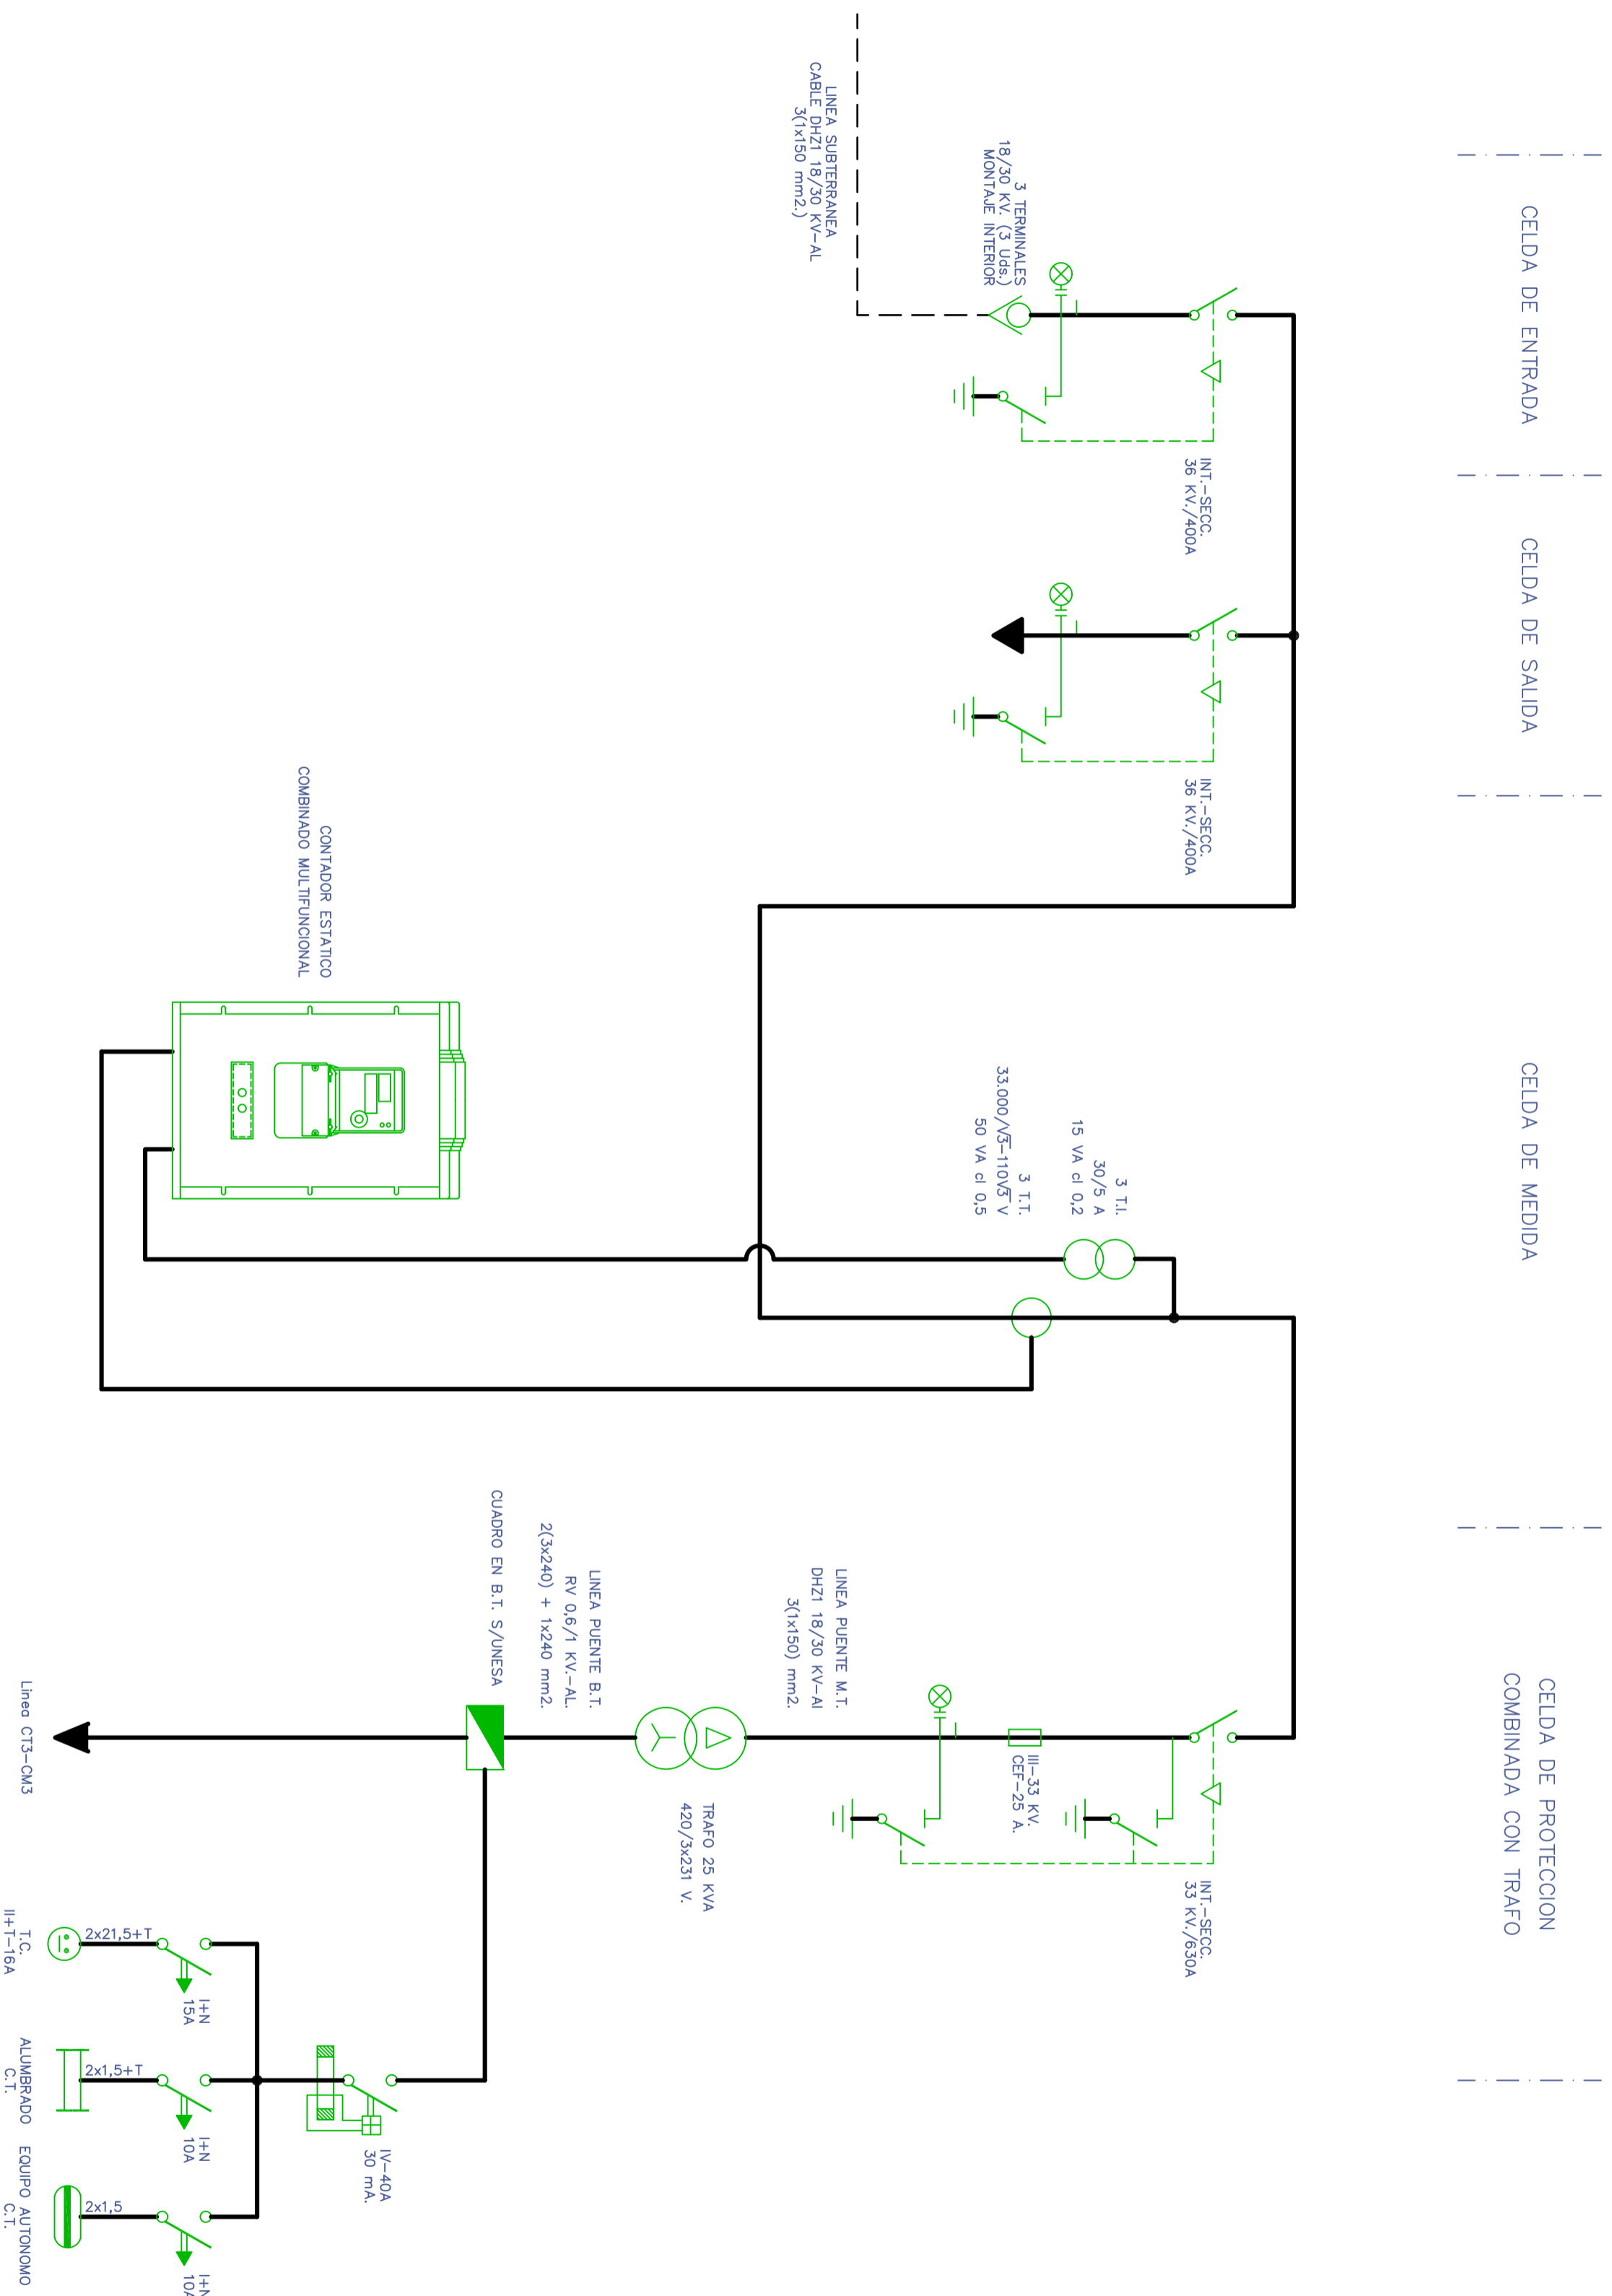 CELDA DE ENTRADA
CELDA DE SALIDA
CELDA DE MEDIDA
CELDA DE PROTECCION
COMBINADA CON TRAFO
LINEA SUBTERRANEA
CABLE DHZ1 18/30 KV-AL
3(1x150 mm2.)
3 TERMINALES
18/30 KV. (3 Uds.)
MONTAJE INTERIOR
INT.-SECC.
36 KV./400A
INT.-SECC.
36 KV./400A
CONTADOR ESTATICO
COMBINADO MULTIFUNCIONAL
3 T.I.
30/5 A
15 VA cl 0,2
3 T.T.
33.000/√3-110√3 V
50 VA cl 0,5
INT.-SECC.
33 KV./630A
III-33 KV.
CEF-25 A.
LINEA PUENTE M.T.
DHZ1 18/30 KV-Al
3(1x150) mm2.
TRAFO 25 KVA
420/3x231 V.
LINEA PUENTE B.T.
RV 0,6/1 KV.-AL.
2(3x240) + 1x240 mm2.
CUADRO EN B.T. S/UNESA
Linea CT3-CM3
IV-40A
30 mA.
I+N
15A
I+N
10A
I+N
10A
2x21,5+T
2x1,5+T
2x1,5
T.C.
II+T-16A
ALUMBRADO
C.T.
EQUIPO AUTONOMO
C.T.